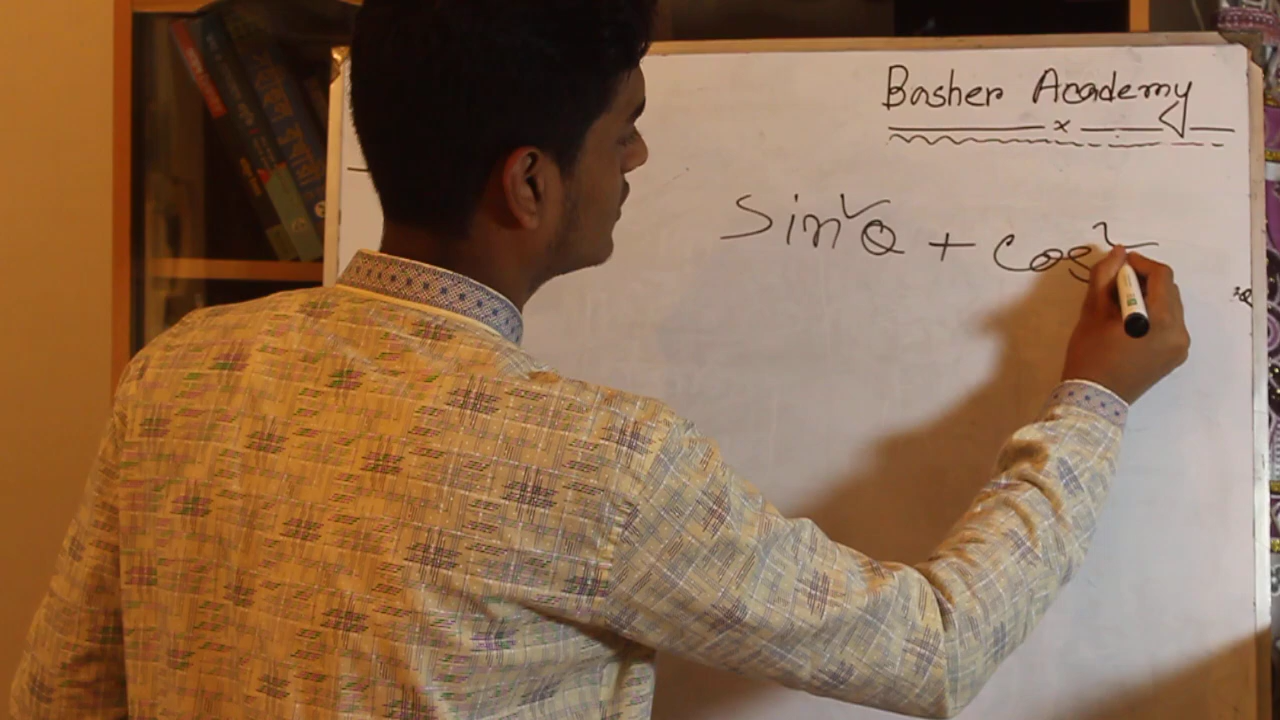 Basher Academy
Sin²θ + cos²